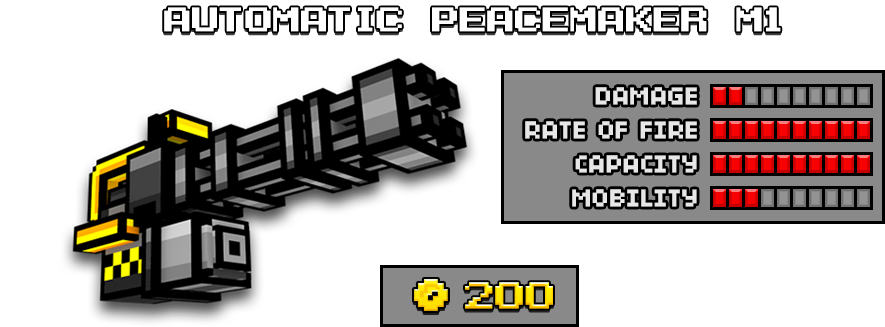 AUTOMATIC PEACEMAKER M1
DAMAGE
RATE OF FIRE
CAPACITY
MOBILITY
200